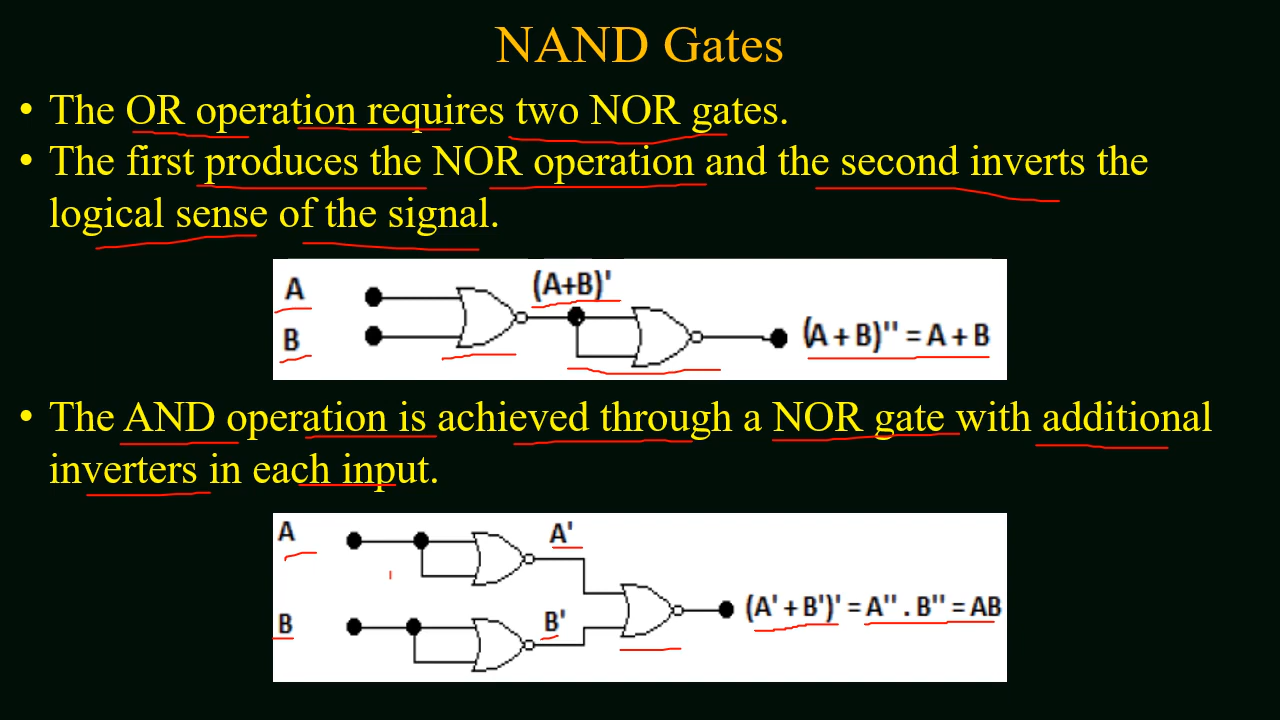 NAND Gates
• The OR operation requires two NOR gates.
• The first produces the NOR operation and the second inverts the
logical sense of the signal.
A
(A+B)'
B
(A + B)'' = A + B
• The AND operation is achieved through a NOR gate with additional
inverters in each input.
A
A'
B
B'
(A' + B')' = A'' . B'' = AB